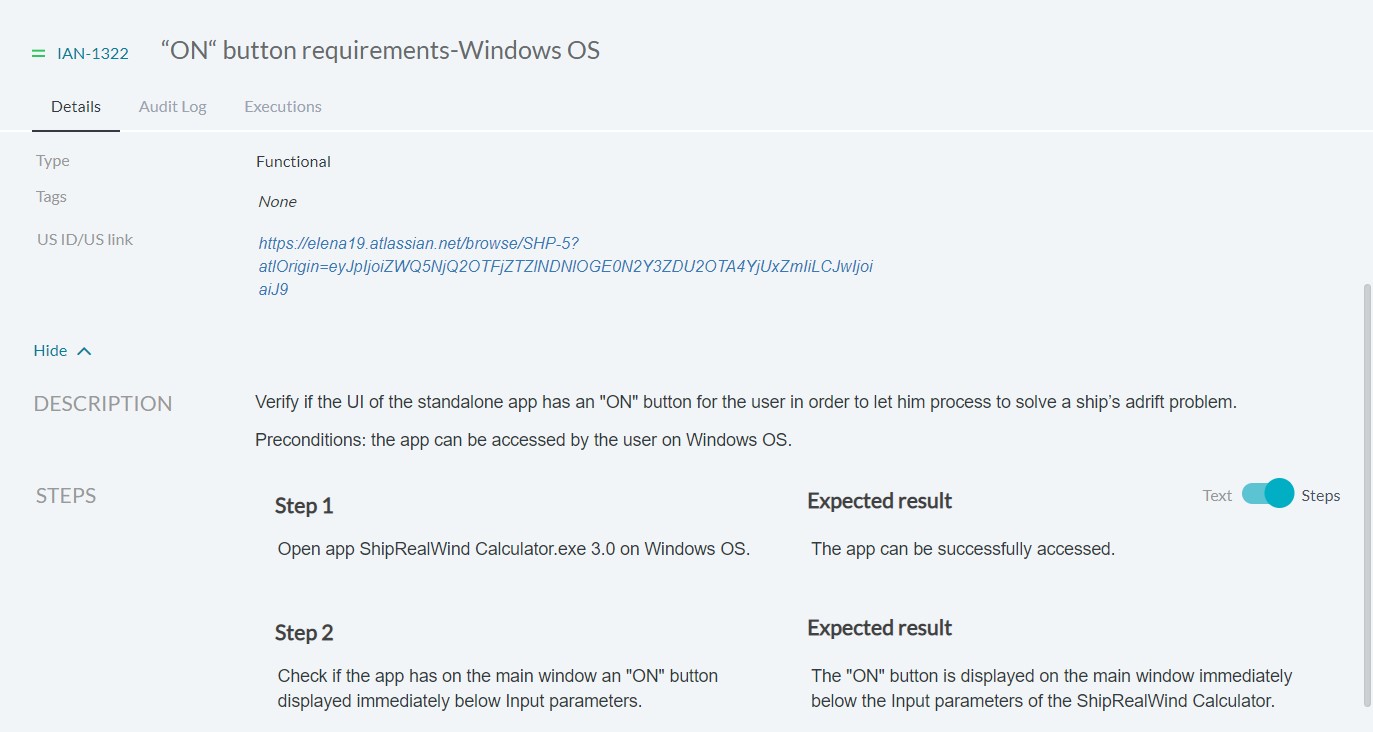 IAN-1322 “ON“ button requirements-Windows OS
Details Audit Log Executions
Type Functional
Tags None
US ID/US link https://elena19.atlassian.net/browse/SHP-5?
atlOrigin=eyJpIjoiZWQ5NjQ2OTFjZTZlNDNlOGE0N2Y3ZDU2OTA4YjUxZmIiLCJwIjoi
aiJ9
Hide
DESCRIPTION Verify if the UI of the standalone app has an "ON" button for the user in order to let him process to solve a ship’s adrift problem.
Preconditions: the app can be accessed by the user on Windows OS.
STEPS Step 1 Expected result Text Steps
Open app ShipRealWind Calculator.exe 3.0 on Windows OS. The app can be successfully accessed.
Step 2 Expected result
Check if the app has on the main window an "ON" button The "ON" button is displayed on the main window immediately
displayed immediately below Input parameters. below the Input parameters of the ShipRealWind Calculator.